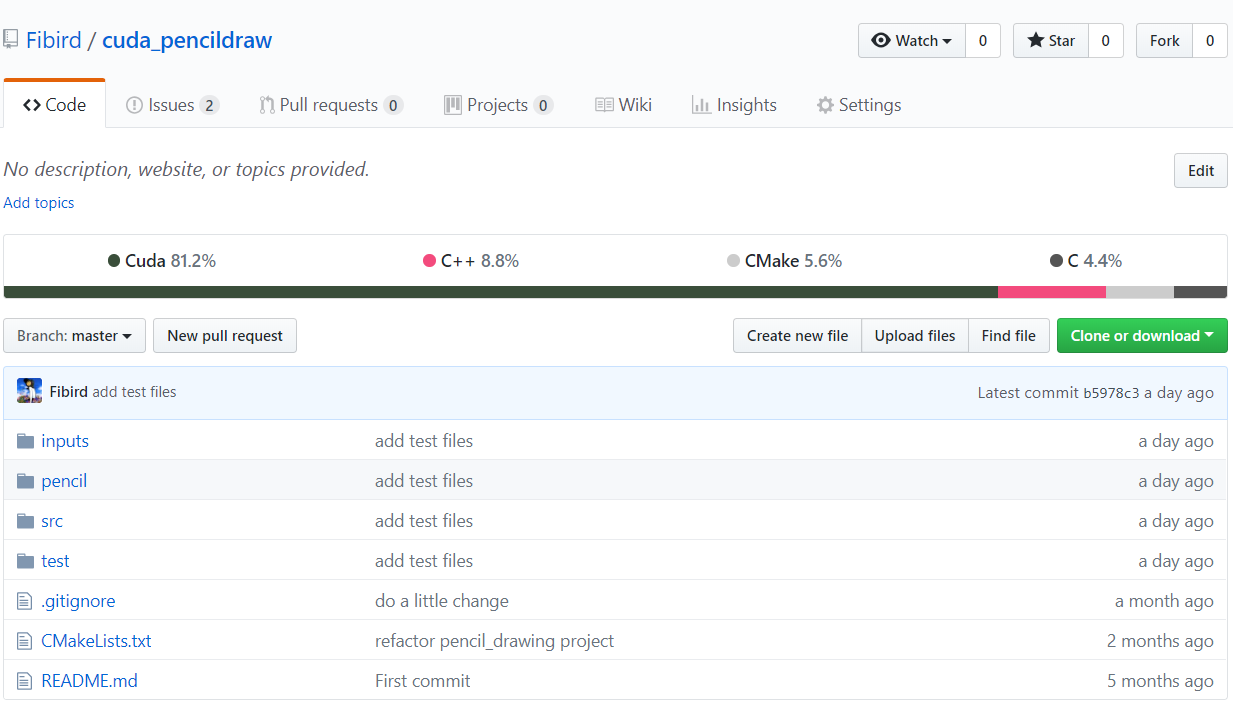 Fibird / cuda_pencildraw Watch 0 Star 0 Fork 0
Code Issues 2 Pull requests 0 Projects 0 Wiki Insights Settings
No description, website, or topics provided. Edit
Add topics
Cuda 81.2% C++ 8.8% CMake 5.6% C 4.4%
Branch: master New pull request Create new file Upload files Find file Clone or download
Fibird add test files Latest commit b5978c3 a day ago
inputs add test files a day ago
pencil add test files a day ago
src add test files a day ago
test add test files a day ago
.gitignore do a little change a month ago
CMakeLists.txt refactor pencil_drawing project 2 months ago
README.md First commit 5 months ago